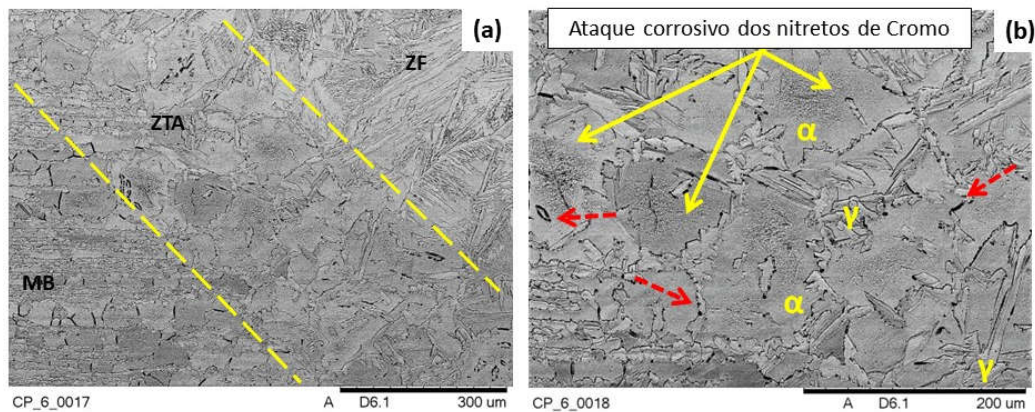 (a)
ZF
ZTA
MB
CP_6_0017 A D6.1 300 um
Ataque corrosivo dos nitretos de Cromo
(b)
α
γ
α
γ
CP_6_0018 A D6.1 200 um